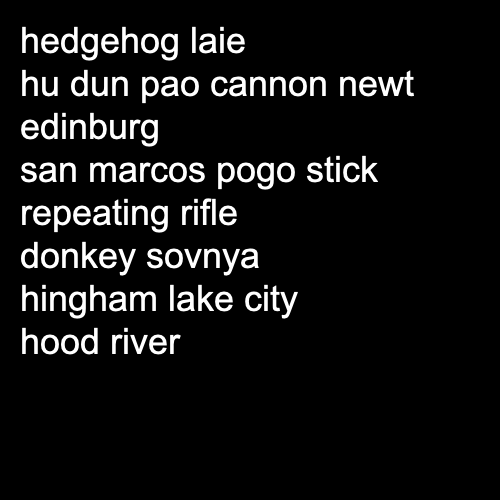 hedgehog laie
hu dun pao cannon newt
edinburg
san marcos pogo stick
repeating rifle
donkey sovnya
hingham lake city
hood river